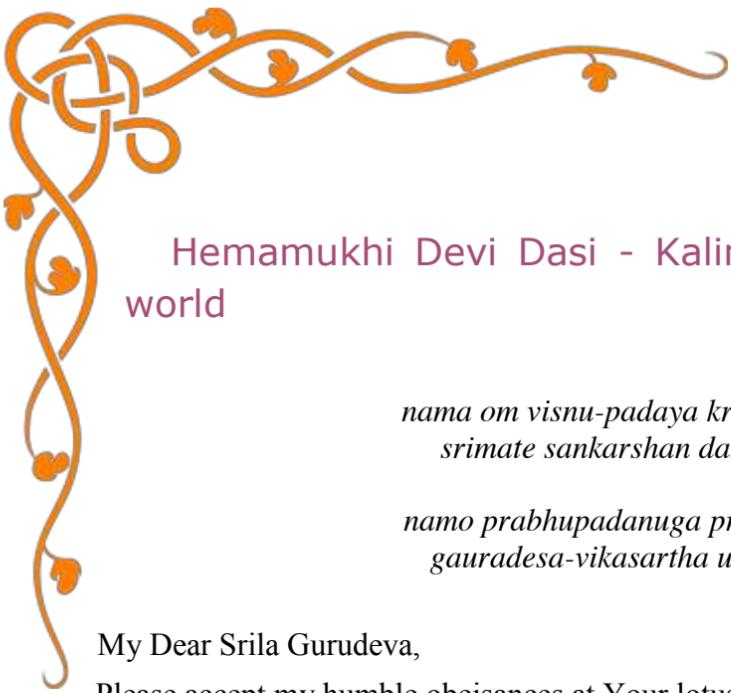 Hemamukhi Devi Dasi -
world
nama om visnu-padaya
srimate sankarshan
namo prabhupadanuga
gauradesa-vikasartha
My Dear Srila Gurudeva,
Please accept my humble obeisances at Your